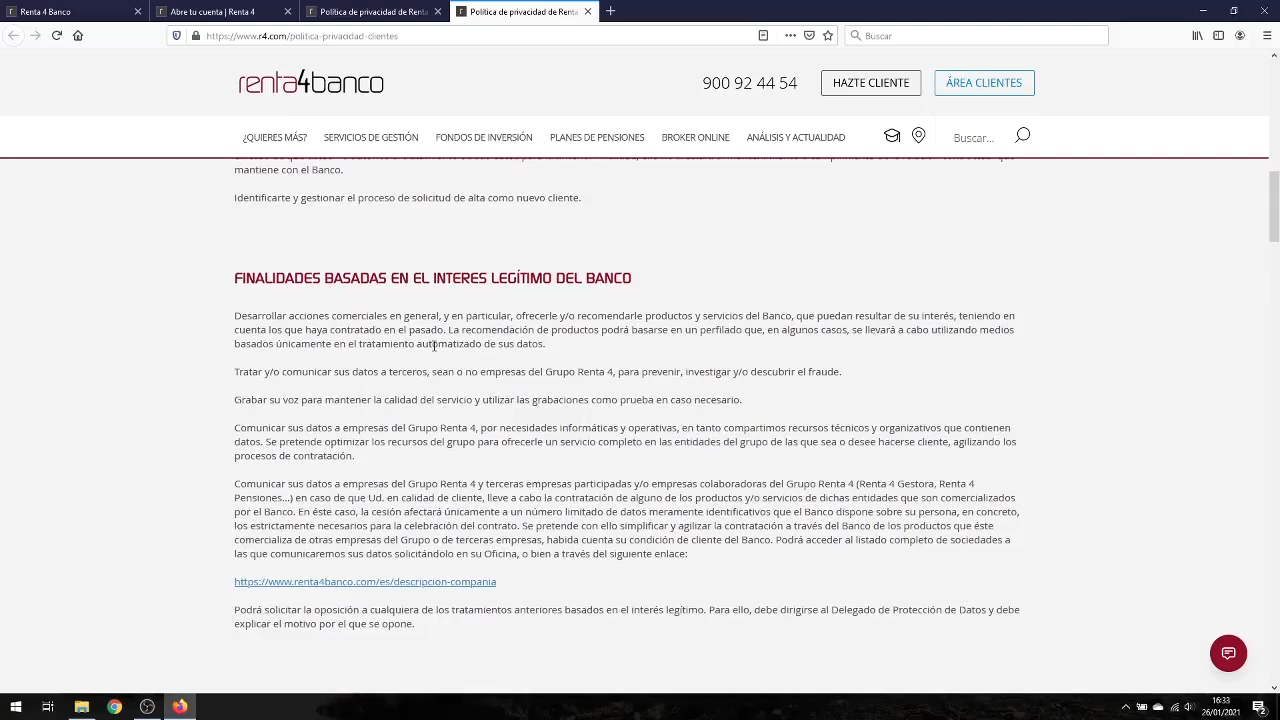 Renta 4 Banco
Abre tu cuenta | Renta 4
Política de privacidad de Renta
Política de privacidad de Renta
https://www.r4.com/politica-privacidad-clientes
Buscar
renta4banco
900 92 44 54
HAZTE CLIENTE
ÁREA CLIENTES
¿QUIERES MÁS?
SERVICIOS DE GESTIÓN
FONDOS DE INVERSIÓN
PLANES DE PENSIONES
BROKER ONLINE
ANÁLISIS Y ACTUALIDAD
Buscar...
mantiene con el Banco.
Identificarte y gestionar el proceso de solicitud de alta como nuevo cliente.
FINALIDADES BASADAS EN EL INTERES LEGÍTIMO DEL BANCO
Desarrollar acciones comerciales en general, y en particular, ofrecerle y/o recomendarle productos y servicios del Banco, que puedan resultar de su interés, teniendo en
cuenta los que haya contratado en el pasado. La recomendación de productos podrá basarse en un perfilado que, en algunos casos, se llevará a cabo utilizando medios
basados únicamente en el tratamiento automatizado de sus datos.
Tratar y/o comunicar sus datos a terceros, sean o no empresas del Grupo Renta 4, para prevenir, investigar y/o descubrir el fraude.
Grabar su voz para mantener la calidad del servicio y utilizar las grabaciones como prueba en caso necesario.
Comunicar sus datos a empresas del Grupo Renta 4, por necesidades informáticas y operativas, en tanto compartimos recursos técnicos y organizativos que contienen
datos. Se pretende optimizar los recursos del grupo para ofrecerle un servicio completo en las entidades del grupo de las que sea o desee hacerse cliente, agilizando los
procesos de contratación.
Comunicar sus datos a empresas del Grupo Renta 4 y terceras empresas participadas y/o empresas colaboradoras del Grupo Renta 4 (Renta 4 Gestora, Renta 4
Pensiones...) en caso de que Ud. en calidad de cliente, lleve a cabo la contratación de alguno de los productos y/o servicios de dichas entidades que son comercializados
por el Banco. En éste caso, la cesión afectará únicamente a un número limitado de datos meramente identificativos que el Banco dispone sobre su persona, en concreto,
los estrictamente necesarios para la celebración del contrato. Se pretende con ello simplificar y agilizar la contratación a través del Banco de los productos que éste
comercializa de otras empresas del Grupo o de terceras empresas, habida cuenta su condición de cliente del Banco. Podrá acceder al listado completo de sociedades a
las que comunicaremos sus datos solicitándolo en su Oficina, o bien a través del siguiente enlace:
https://www.renta4banco.com/es/descripcion-compania
Podrá solicitar la oposición a cualquiera de los tratamientos anteriores basados en el interés legítimo. Para ello, debe dirigirse al Delegado de Protección de Datos y debe
explicar el motivo por el que se opone.
16:33
26/01/2021